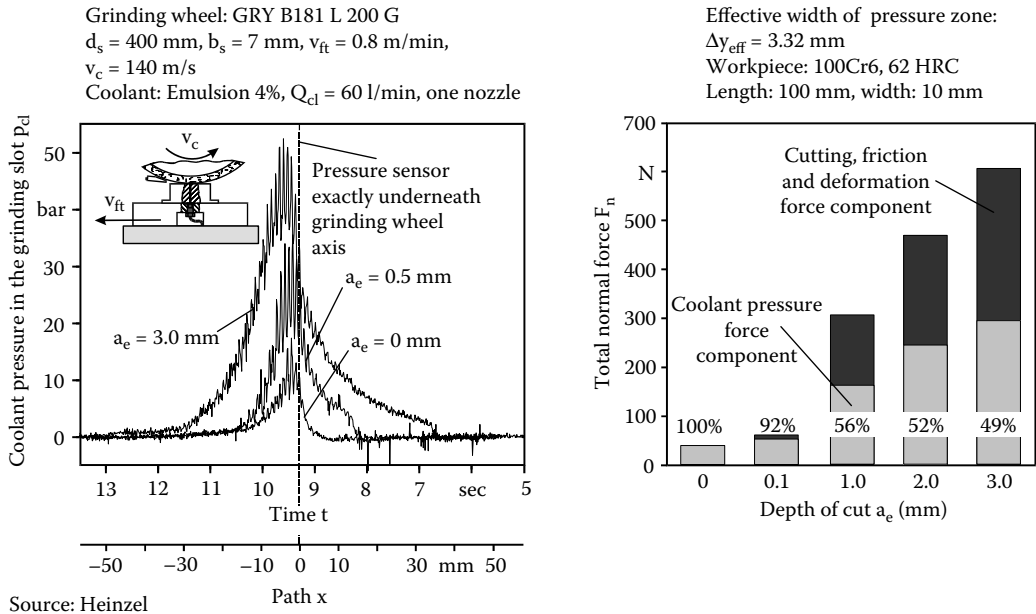 Grinding wheel: GRY B181 L 200 G
d_s = 400 mm, b_s = 7 mm, v_ft = 0.8 m/min,
v_c = 140 m/s
Coolant: Emulsion 4%, Q_cl = 60 l/min, one nozzle
Coolant pressure in the grinding slot p_cl
50
bar
30
20
10
0
v_c
v_ft
Pressure sensor
exactly underneath
grinding wheel
axis
a_e = 0.5 mm
a_e = 3.0 mm
a_e = 0 mm
13 12 11 10 9 8 7 sec 5
Time t
−50 −30 −10 0 10 30 mm 50
Path x
Source: Heinzel
Effective width of pressure zone:
Δy_eff = 3.32 mm
Workpiece: 100Cr6, 62 HRC
Length: 100 mm, width: 10 mm
Total normal force F_n
700
N
500
400
300
200
100
0
Cutting, friction
and deformation
force component
Coolant pressure
force
component
100% 92% 56% 52% 49%
0 0.1 1.0 2.0 3.0
Depth of cut a_e (mm)